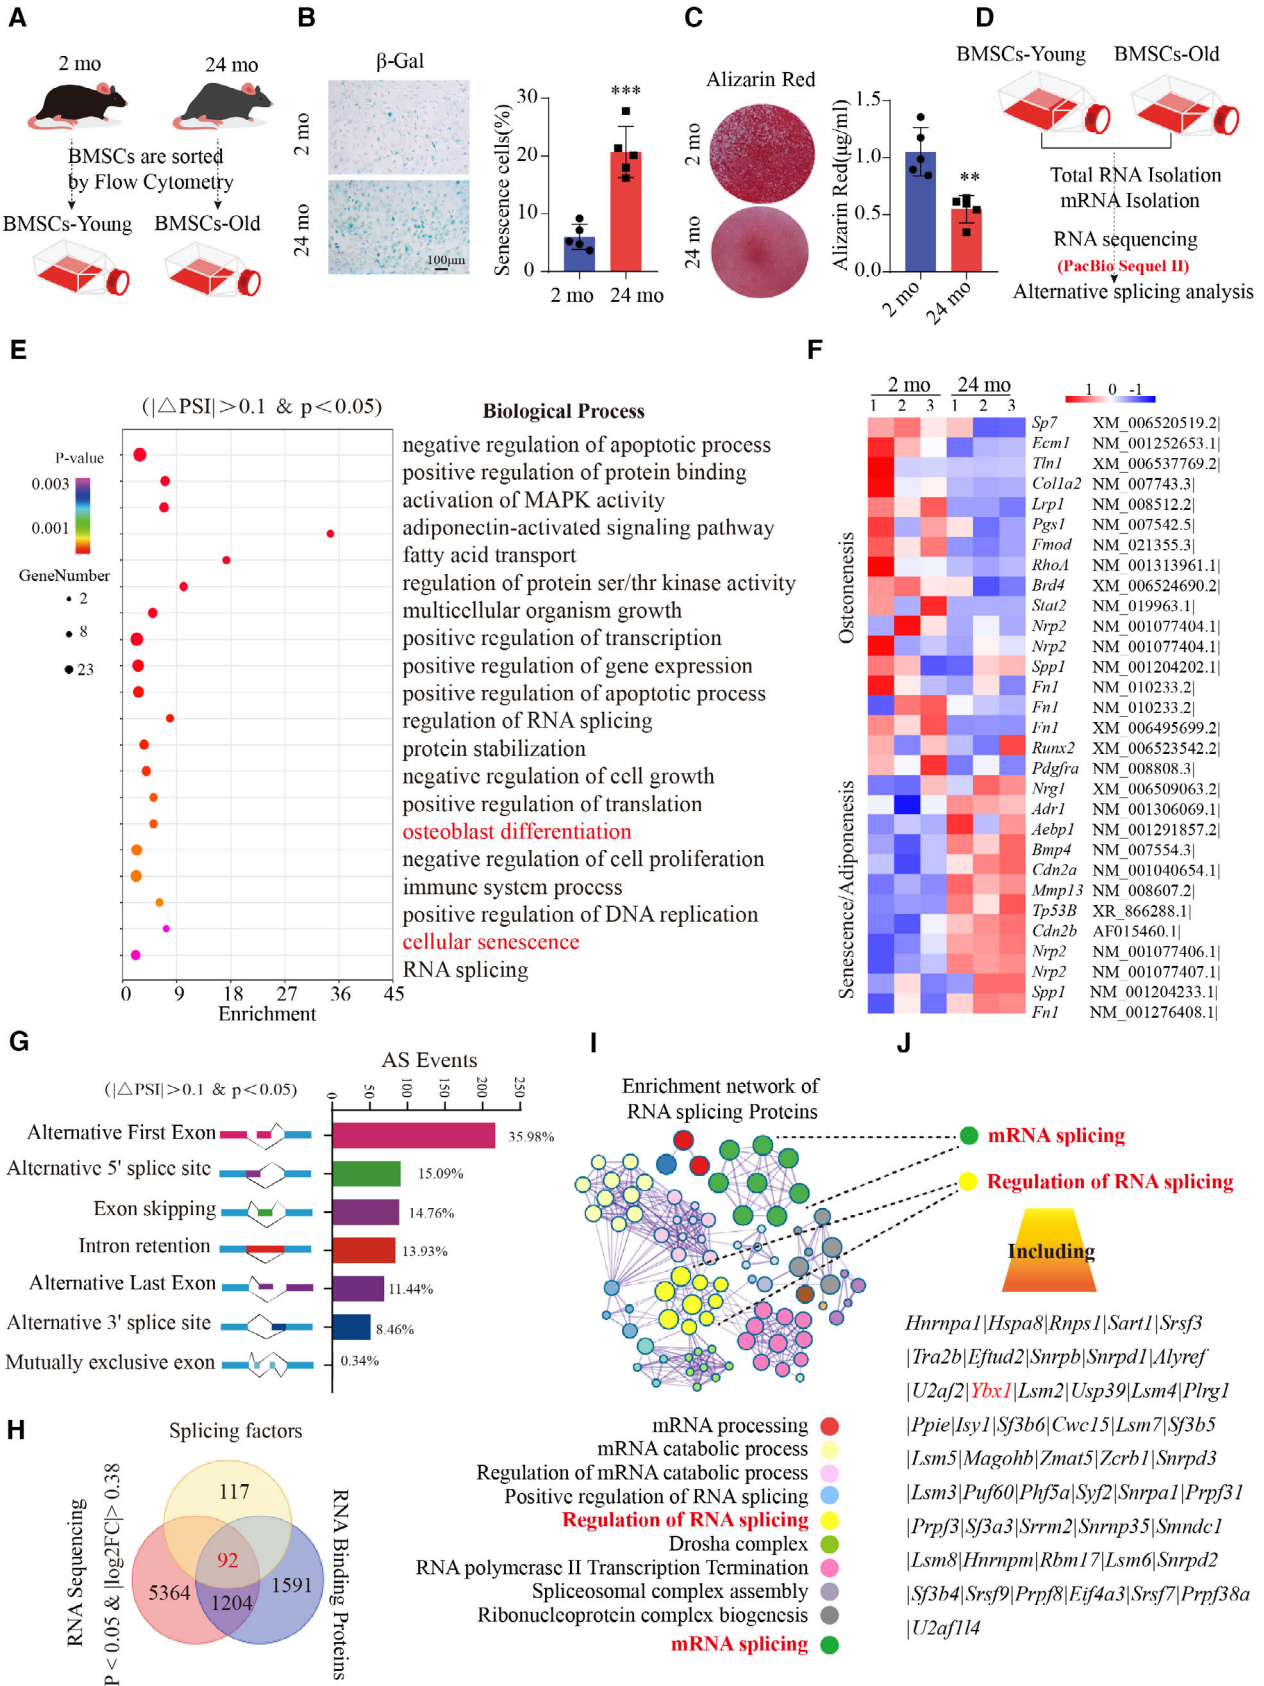 A
2 mo
24 mo
BMSCs are sorted
by Flow Cytometry
BMSCs-Young
BMSCs-Old
B
β-Gal
2 mo
24 mo
100μm
Senescence cells(%)
30
20
10
0
***
2 mo
24 mo
C
Alizarin Red
2 mo
24 mo
Alizarin Red(μg/ml)
1.5
1.0
0.5
0.0
**
2 mo
24 mo
D
BMSCs-Young
BMSCs-Old
Total RNA Isolation
mRNA Isolation
RNA sequencing
(PacBio Sequel II)
Alternative splicing analysis
E
(|△PSI|>0.1 & p<0.05)
Biological Process
P-value
0.003
0.001
GeneNumber
2
8
23
negative regulation of apoptotic process
positive regulation of protein binding
activation of MAPK activity
adiponectin-activated signaling pathway
fatty acid transport
regulation of protein ser/thr kinase activity
multicellular organism growth
positive regulation of transcription
positive regulation of gene expression
positive regulation of apoptotic process
regulation of RNA splicing
protein stabilization
negative regulation of cell growth
positive regulation of translation
osteoblast differentiation
negative regulation of cell proliferation
immune system process
positive regulation of DNA replication
cellular senescence
RNA splicing
0 9 18 27 36 45
Enrichment
F
2 mo 24 mo
1 2 3 1 2 3
1 0 -1
Osteonenesis
Senescence/Adiponenesis
Sp7 XM_006520519.2|
Ecm1 NM_001252653.1|
Tln1 XM_006537769.2|
Col1a2 NM_007743.3|
Lrp1 NM_008512.2|
Pgs1 NM_007542.5|
Fmod NM_021355.3|
RhoA NM_001313961.1|
Brd4 XM_006524690.2|
Stat2 NM_019963.1|
Nrp2 NM_001077404.1|
Nrp2 NM_001077404.1|
Spp1 NM_001204202.1|
Fn1 NM_010233.2|
Fn1 NM_010233.2|
Fn1 XM_006495699.2|
Runx2 XM_006523542.2|
Pdgfra NM_008808.3|
Nrg1 XM_006509063.2|
Adr1 NM_001306069.1|
Aebp1 NM_001291857.2|
Bmp4 NM_007554.3|
Cdn2a NM_001040654.1|
Mmp13 NM_008607.2|
Tp53B XR_866288.1|
Cdn2b AF015460.1|
Nrp2 NM_001077406.1|
Nrp2 NM_001077407.1|
Spp1 NM_001204233.1|
Fn1 NM_001276408.1|
G
AS Events
(|△PSI|>0.1 & p<0.05)
0 50 100 150 200 250
Alternative First Exon 35.98%
Alternative 5' splice site 15.09%
Exon skipping 14.76%
Intron retention 13.93%
Alternative Last Exon 11.44%
Alternative 3' splice site 8.46%
Mutually exclusive exon 0.34%
H
Splicing factors
RNA Sequencing
P < 0.05 & |log2FC|> 0.38
RNA Binding Proteins
117
92
5364
1204
1591
I
Enrichment network of
RNA splicing Proteins
mRNA processing
mRNA catabolic process
Regulation of mRNA catabolic process
Positive regulation of RNA splicing
Regulation of RNA splicing
Drosha complex
RNA polymerase II Transcription Termination
Spliceosomal complex assembly
Ribonucleoprotein complex biogenesis
mRNA splicing
J
mRNA splicing
Regulation of RNA splicing
Including
Hnrnpa1|Hspa8|Rnps1|Sart1|Srsf3
|Tra2b|Eftud2|Snrpb|Snrpd1|Alyref
|U2af2|Ybx1|Lsm2|Usp39|Lsm4|Plrg1
|Ppie|Isy1|Sf3b6|Cwc15|Lsm7|Sf3b5
|Lsm5|Magohb|Zmat5|Zcrb1|Snrpd3
|Lsm3|Puf60|Phf5a|Syf2|Snrpa1|Prpf31
|Prpf3|Sf3a3|Srrm2|Snrnp35|Smndc1
|Lsm8|Hnrnpm|Rbm17|Lsm6|Snrpd2
|Sf3b4|Srsf9|Prpf8|Eif4a3|Srsf7|Prpf38a
|U2af1l4